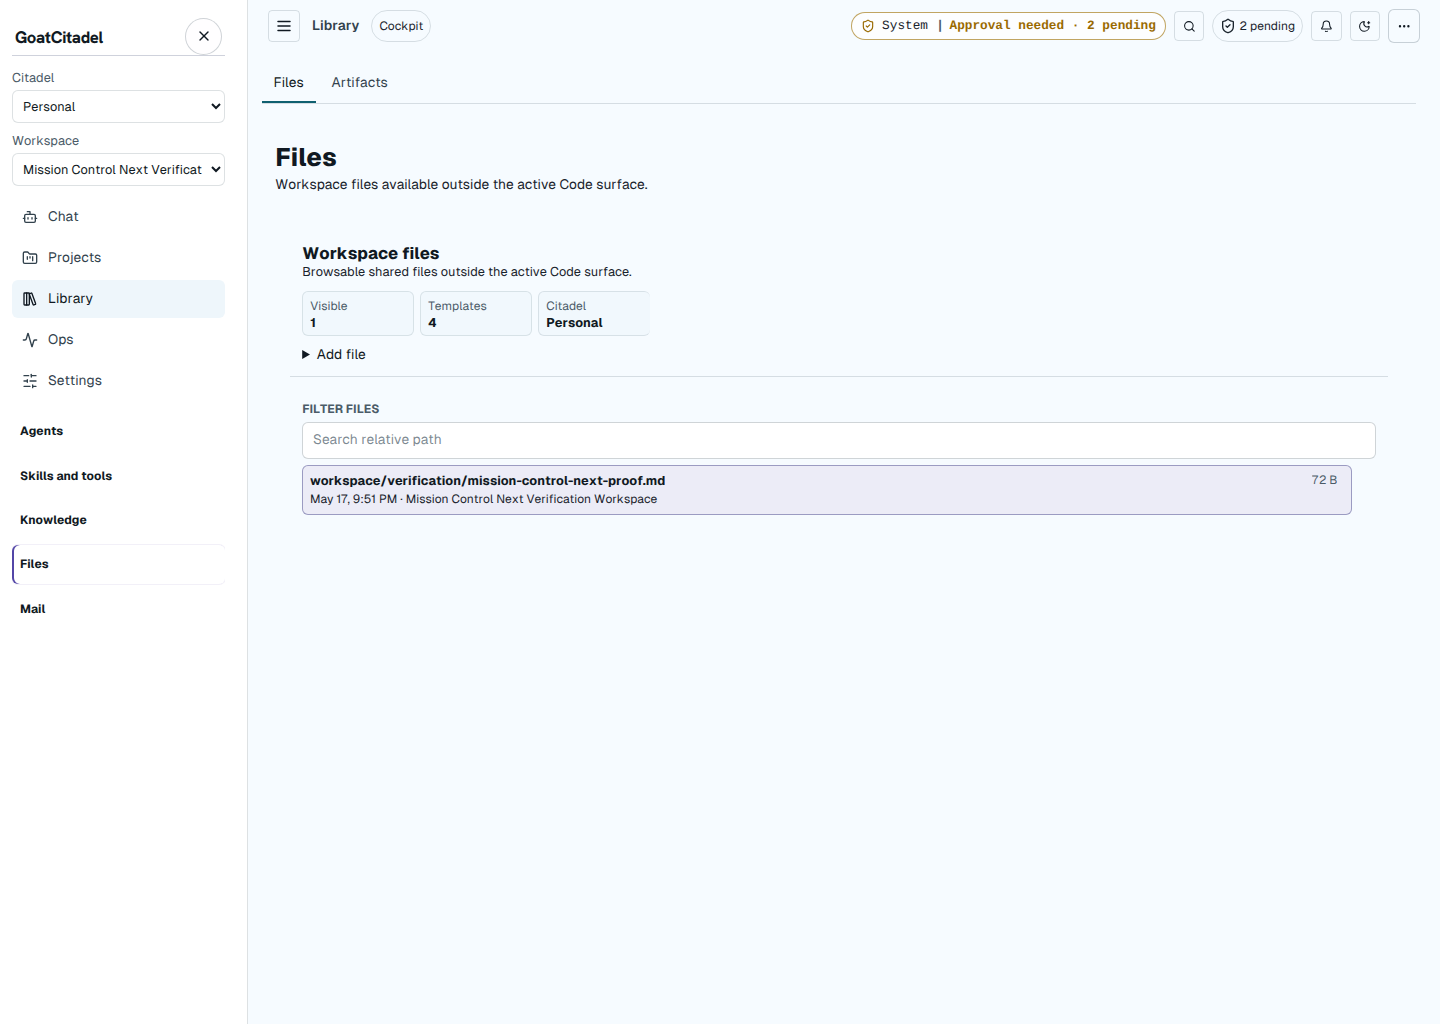 GoatCitadel
Citadel
Personal
Workspace
Mission Control Next Verificat
Chat
Projects
Library
Ops
Settings
Agents
Skills and tools
Knowledge
Files
Mail
Library
Cockpit
System | Approval needed · 2 pending
2 pending
Files
Artifacts
Files
Workspace files available outside the active Code surface.
Workspace files
Browsable shared files outside the active Code surface.
Visible
1
Templates
4
Citadel
Personal
Add file
FILTER FILES
Search relative path
workspace/verification/mission-control-next-proof.md
72 B
May 17, 9:51 PM · Mission Control Next Verification Workspace